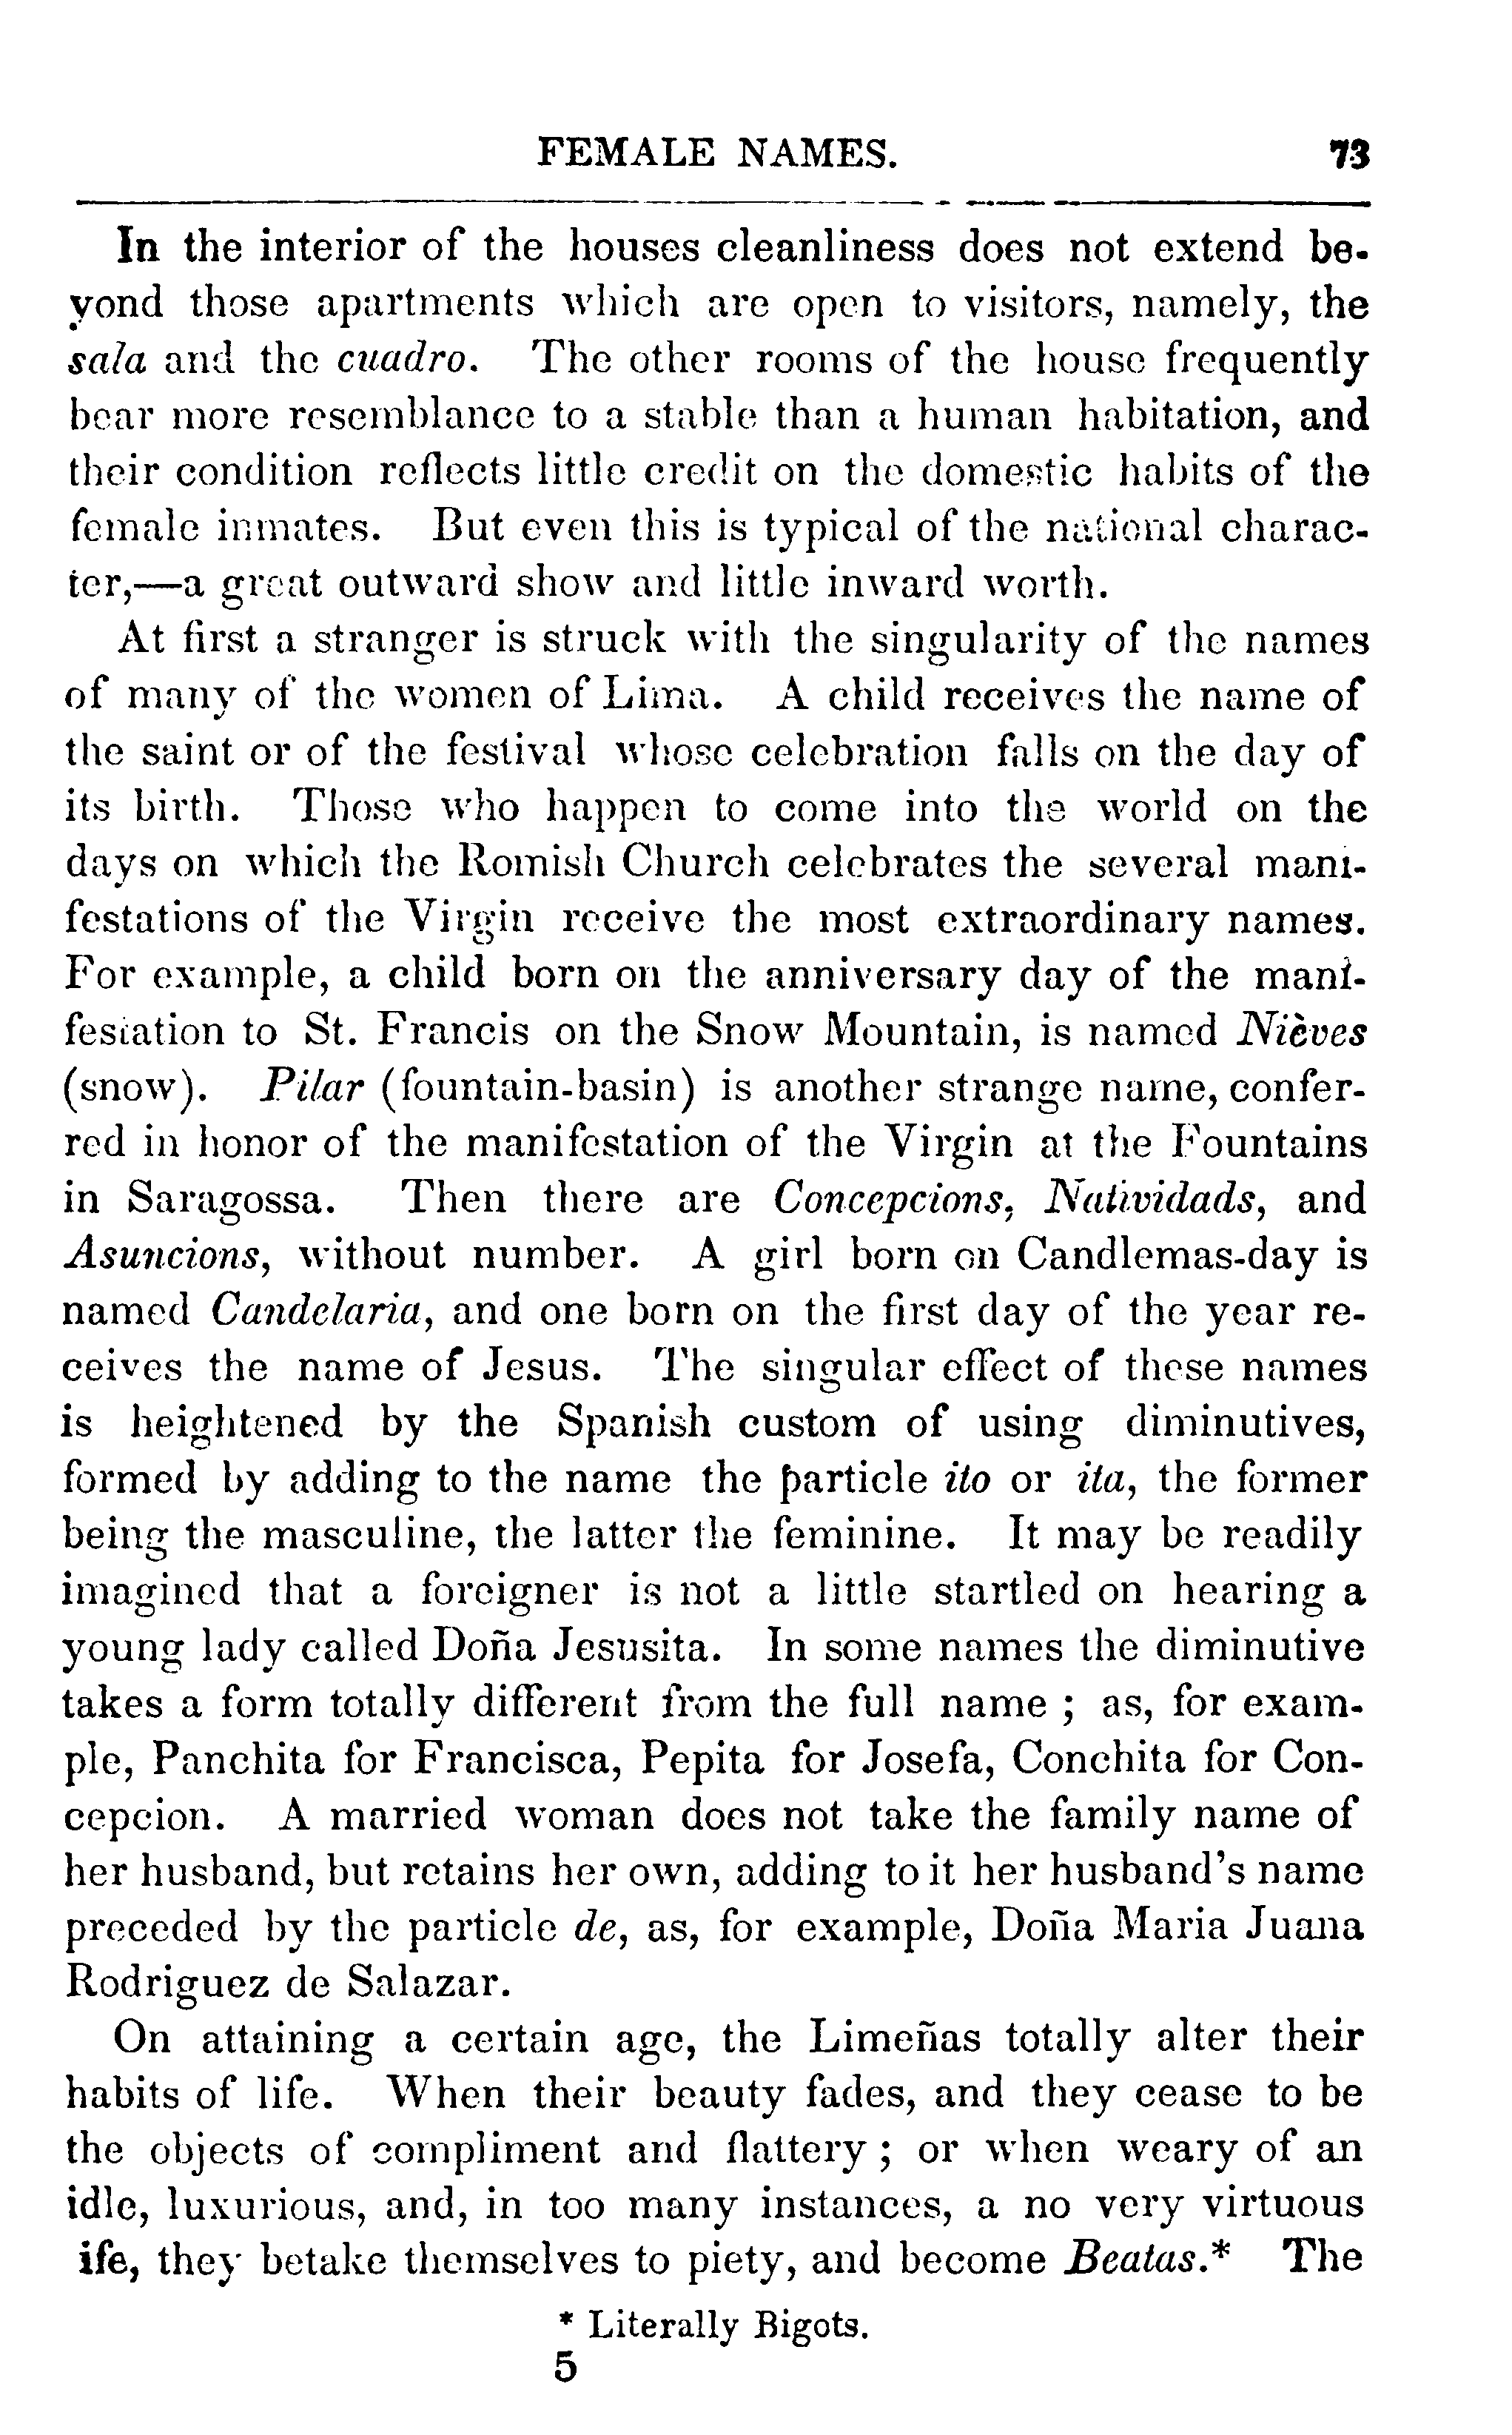 FEMALE NAMES. 73
In the interior of the houses cleanliness does not extend be-
yond those apartments which are open to visitors, namely, the
sala and the cuadro. The other rooms of the house frequently
bear more resemblance to a stable than a human habitation, and
their condition reflects little credit on the domestic habits of the
female inmates. But even this is typical of the national charac-
ter,—a great outward show and little inward worth.
At first a stranger is struck with the singularity of the names
of many of the women of Lima. A child receives the name of
the saint or of the festival whose celebration falls on the day of
its birth. Those who happen to come into the world on the
days on which the Romish Church celebrates the several mani-
festations of the Virgin receive the most extraordinary names.
For example, a child born on the anniversary day of the mani-
festation to St. Francis on the Snow Mountain, is named Nièves
(snow). Pilar (fountain-basin) is another strange name, confer-
red in honor of the manifestation of the Virgin at the Fountains
in Saragossa. Then there are Concepcions, Natividads, and
Asuncions, without number. A girl born on Candlemas-day is
named Candelaria, and one born on the first day of the year re-
ceives the name of Jesus. The singular effect of these names
is heightened by the Spanish custom of using diminutives,
formed by adding to the name the particle ito or ita, the former
being the masculine, the latter the feminine. It may be readily
imagined that a foreigner is not a little startled on hearing a
young lady called Doña Jesusita. In some names the diminutive
takes a form totally different from the full name ; as, for exam-
ple, Panchita for Francisca, Pepita for Josefa, Conchita for Con-
cepcion. A married woman does not take the family name of
her husband, but retains her own, adding to it her husband's name
preceded by the particle de, as, for example, Doña Maria Juana
Rodriguez de Salazar.
On attaining a certain age, the Limeñas totally alter their
habits of life. When their beauty fades, and they cease to be
the objects of compliment and flattery ; or when weary of an
idle, luxurious, and, in too many instances, a no very virtuous
ife, they betake themselves to piety, and become Beatas.* The
* Literally Bigots.
5